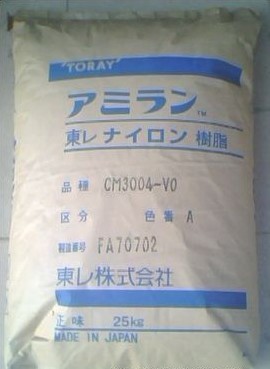 'TORAY'
アミラン™
東レナイロン樹脂
品種 CM3004-V0
区分 色番 A
製造番号 FA70702
東レ株式会社
正味 25kg
MADE IN JAPAN